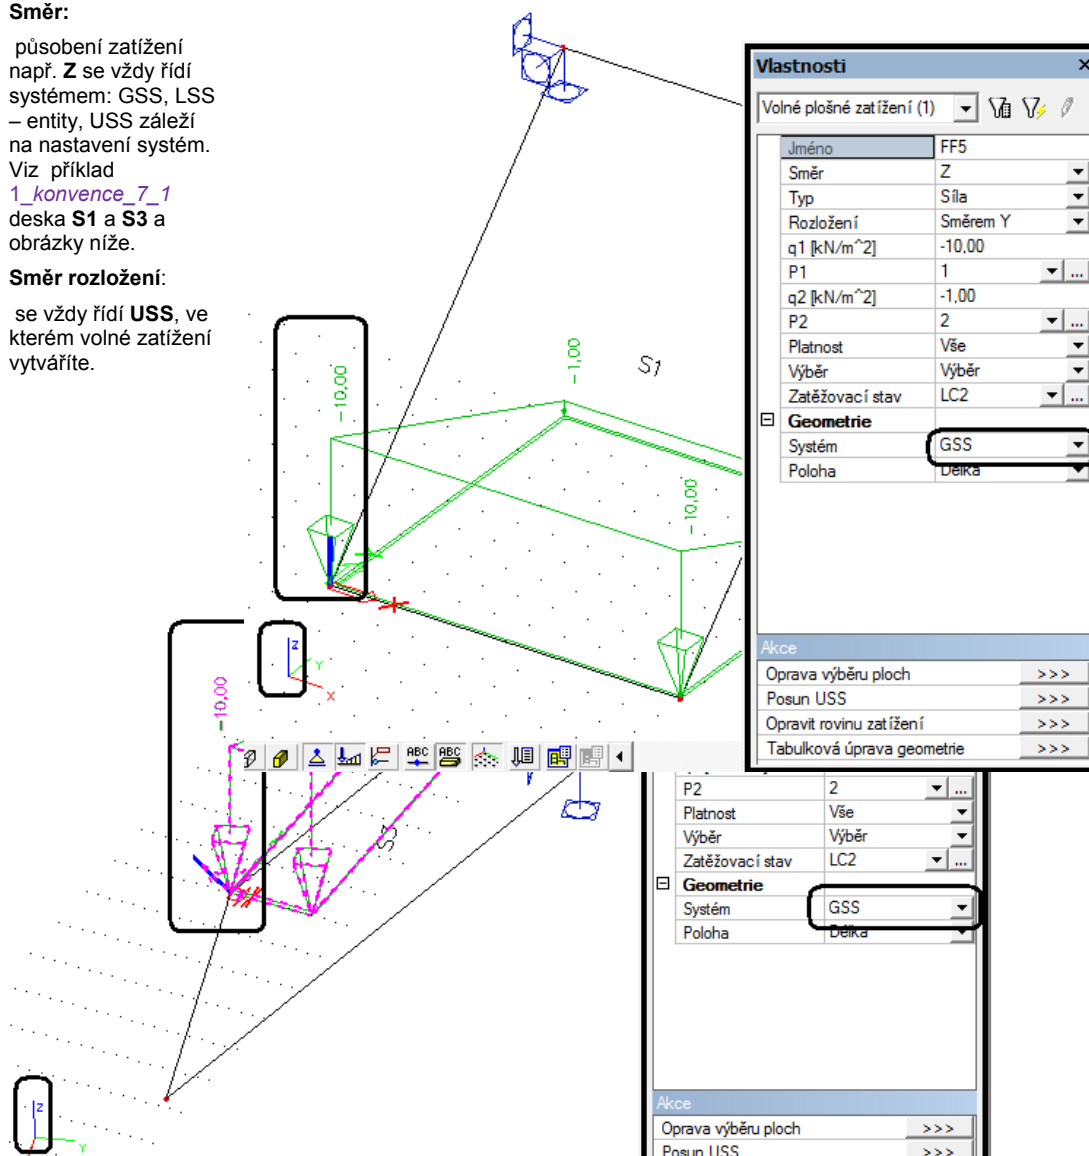 Směr:
působení zatížení
např. Z se vždy řídí
systémem: GSS, LSS
– entity, USS záleží
na nastavení systém.
Viz příklad
1_konvence_7_1
deska S1 a S3 a
obrázky níže.
Směr rozložení:
se vždy řídí USS, ve
kterém volné zatížení
vytváříte.
-10,00
-1,00
S1
-10,00
Z
Y
X
Vlastnosti
Volné plošné zatížení (1)
Jméno FF5
Směr Z
Typ Síla
Rozložení Směrem Y
q1 [kN/m^2] -10,00
P1 1 ...
q2 [kN/m^2] -1,00
P2 2 ...
Platnost Vše
Výběr Výběr
Zatěžovací stav LC2 ...
Geometrie
Systém GSS
Poloha Délka
Akce
Oprava výběru ploch >>>
Posun USS >>>
Opravit rovinu zatížení >>>
Tabulková úprava geometrie >>>
ABC ABC
-10,00
Z
Y
P2 2 ...
Platnost Vše
Výběr Výběr
Zatěžovací stav LC2 ...
Geometrie
Systém GSS
Poloha Délka
Akce
Oprava výběru ploch >>>
Posun USS >>>